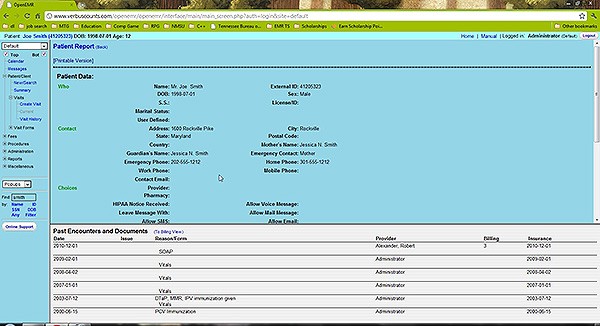 OpenEMR
www.verbuscounts.com/openemr/openemr/interface/main/main_screen.php?auth=login&site=default
dl job search MTG Education Comp Game RPG NMSU C++ Tennessee Bureau o... EMR TS Scholarships Earn Scholarship Poi... Other bookmarks
Patient: Joe Smith (41205323) DOB: 1998-07-01 Age: 12 Home | Manual | Logged in: Administrator (Default) Logout
Default
Top Bot
Calendar
Messages
Patient/Client
New/Search
Summary
Visits
Create Visit
Current
Visit History
Visit Forms
Fees
Procedures
Administration
Reports
Miscellaneous
Popups
Find: smith
by: Name ID
SSN DOB
Any Filter
Online Support
Patient Report (Back)
[Printable Version]
Patient Data:
Who Name: Mr. Joe Smith External ID: 41205323
DOB: 1998-07-01 Sex: Male
S.S.: License/ID:
Marital Status:
User Defined:
Contact Address: 1600 Rockville Pike City: Rockville
State: Maryland Postal Code:
Country: Mother's Name: Jessica N. Smith
Guardian's Name: Jessica N. Smith Emergency Contact: Mother
Emergency Phone: 202-555-1212 Home Phone: 301-555-1212
Work Phone: Mobile Phone:
Contact Email:
Choices Provider:
Pharmacy:
HIPAA Notice Received: Allow Voice Message:
Leave Message With: Allow Mail Message:
Allow SMS: Allow Email:
Past Encounters and Documents (To Billing View)
Date Issue Reason/Form Provider Billing Insurance
2010-12-01 Alexander, Robert 3 2010-12-01
SOAP
2009-02-01 Administrator 2009-02-01
Vitals
2008-04-02 Administrator 2008-04-02
Vitals
2007-01-01 Administrator 2007-01-01
Vitals
2003-07-12 DTaP, MMR, IPV immunization given Administrator 2003-07-12
Vitals
2000-06-15 PCV Immunization Administrator 2000-06-15